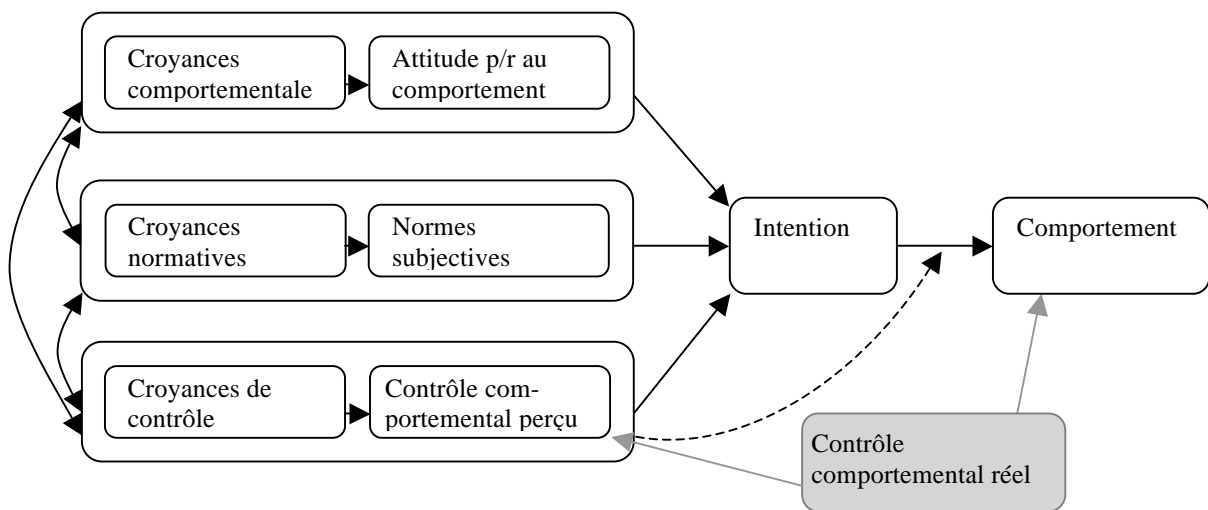 Croyances
comportementale
Attitude p/r au
comportement
Croyances
normatives
Normes
subjectives
Intention
Comportement
Croyances de
contrôle
Contrôle com-
portemental perçu
Contrôle
comportemental réel